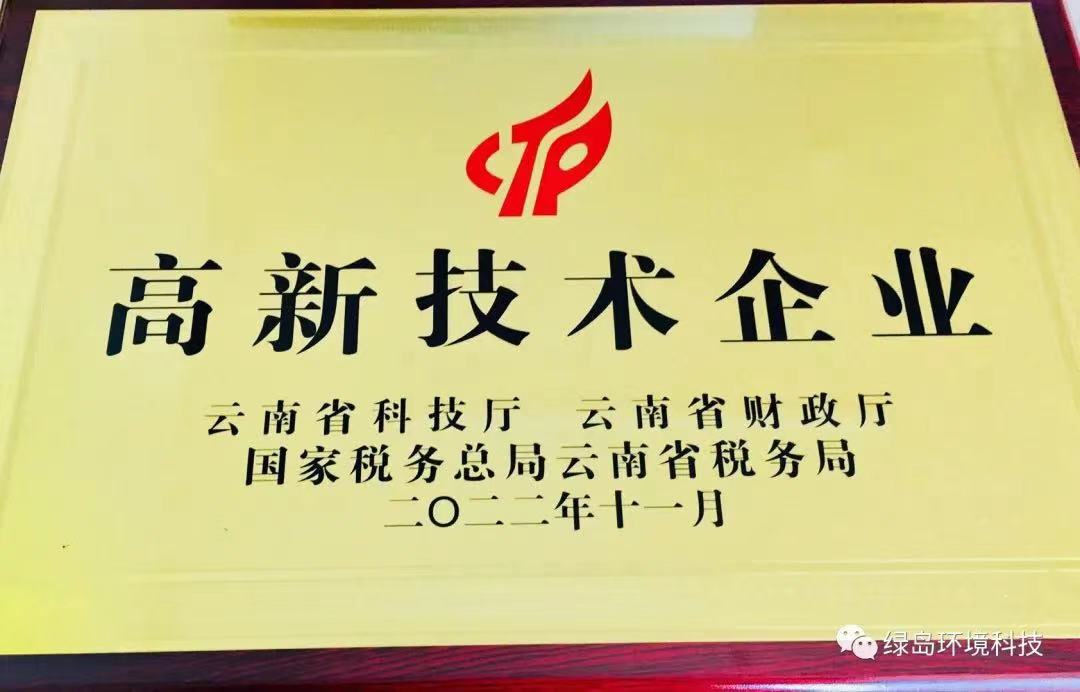 CTP
高新技术企业
云南省科技厅 云南省财政厅
国家税务总局云南省税务局
二〇二二年十一月
绿岛环境科技